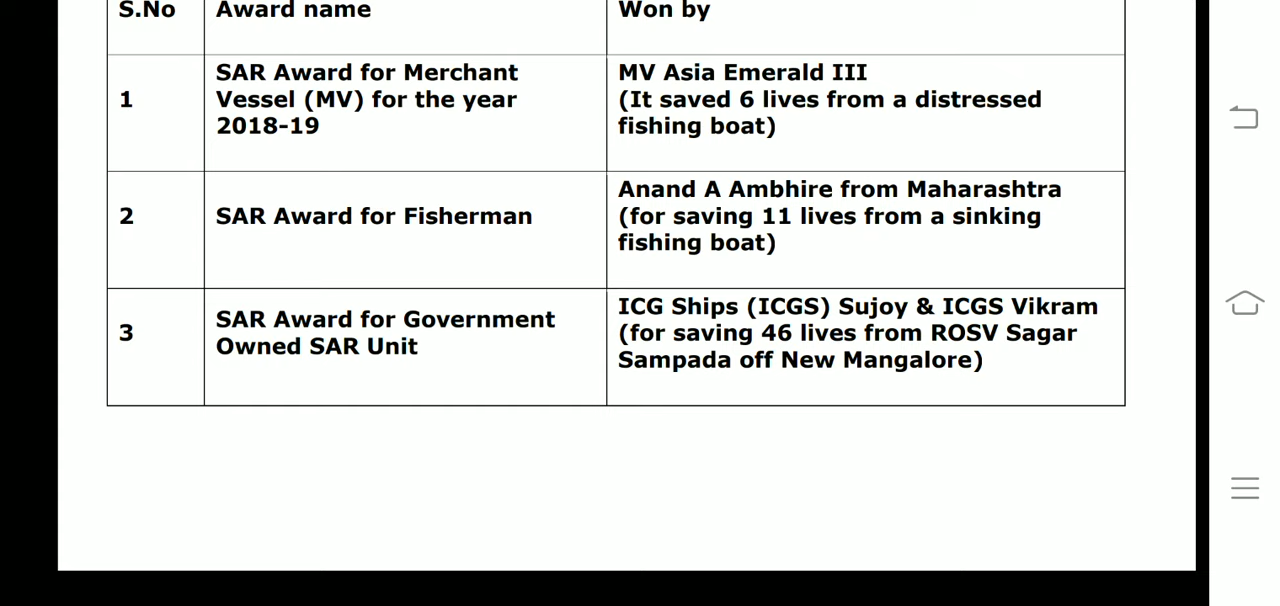 S.No Award name Won by
1 SAR Award for Merchant Vessel (MV) for the year 2018-19 MV Asia Emerald III (It saved 6 lives from a distressed fishing boat)
2 SAR Award for Fisherman Anand A Ambhire from Maharashtra (for saving 11 lives from a sinking fishing boat)
3 SAR Award for Government Owned SAR Unit ICG Ships (ICGS) Sujoy & ICGS Vikram (for saving 46 lives from ROSV Sagar Sampada off New Mangalore)